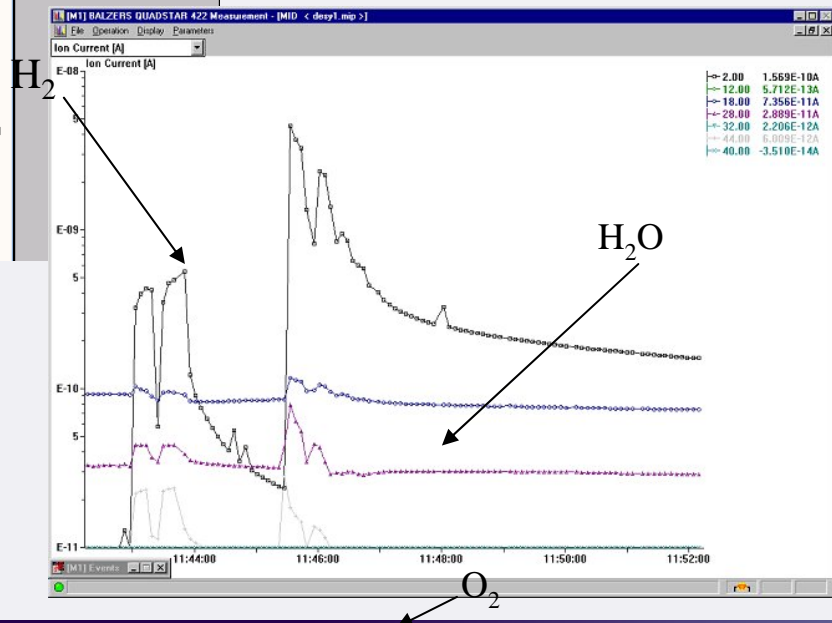 [M1] BALZERS QUADSTAR 422 Measurement - [MID < desy1.mip >]
File Operation Display Parameters
Ion Current [A]
Ion Current [A]
H2
E-08
5
E-09
5
E-10
5
E-11
2.00 1.569E-10A
12.00 5.712E-13A
18.00 7.356E-11A
28.00 2.889E-11A
32.00 2.206E-12A
44.00 6.009E-12A
40.00 -3.510E-14A
H2O
11:44:00 11:46:00 11:48:00 11:50:00 11:52:00
[M1] Events
O2